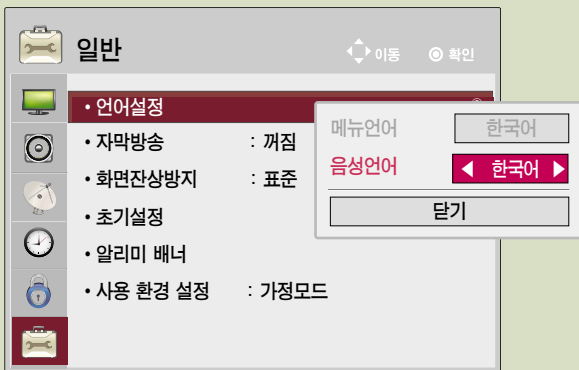 일반
이동 확인
• 언어설정
• 자막방송 : 꺼짐
• 화면잔상방지 : 표준
• 초기설정
• 알리미 배너
• 사용 환경 설정 : 가정모드
메뉴언어 한국어
음성언어 ◀ 한국어 ▶
닫기